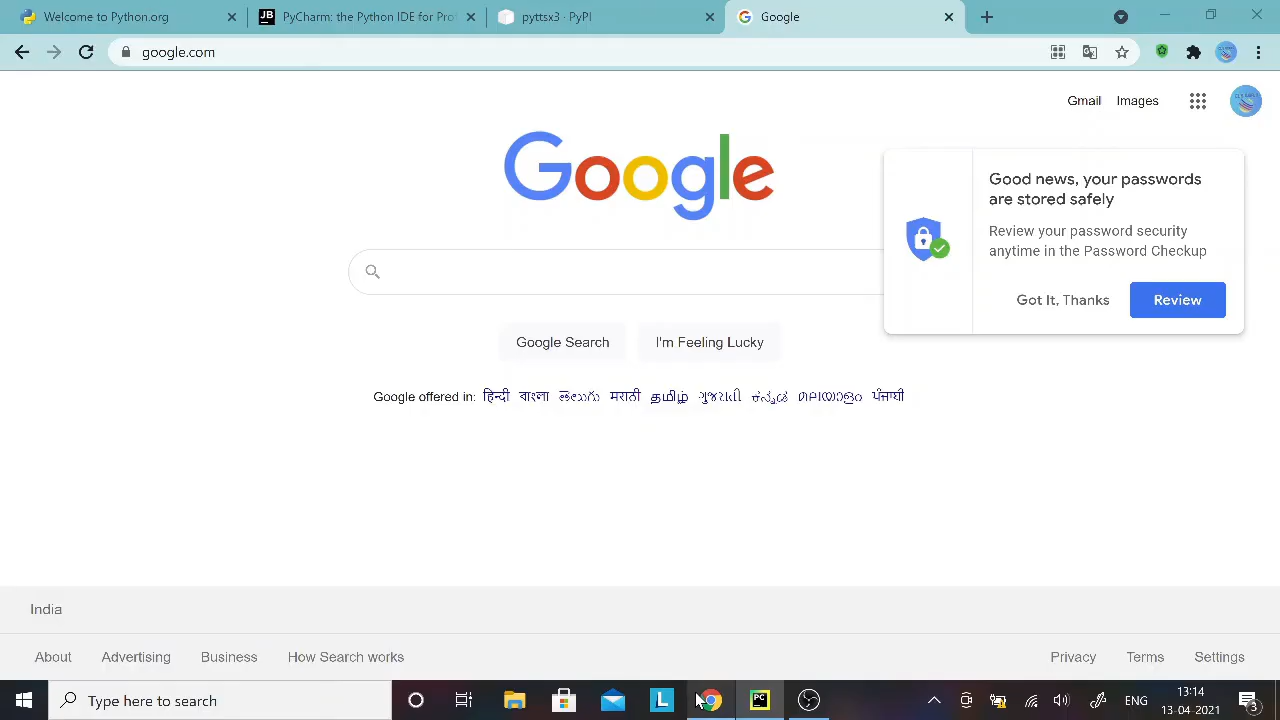 Welcome to Python.org
JB PyCharm: the Python IDE for Prof
pyttsx3 · PyPI
Google
google.com
Gmail Images
Google
Good news, your passwords
are stored safely
Review your password security
anytime in the Password Checkup
Got It, Thanks Review
Google Search I'm Feeling Lucky
Google offered in: हिन्दी বাংলা తెలుగు मराठी தமிழ் ગુજરાતી ಕನ್ನಡ മലയാളം ਪੰਜਾਬੀ
India
About Advertising Business How Search works Privacy Terms Settings
Type here to search
L
PC
ENG
13:14
13-04-2021
3